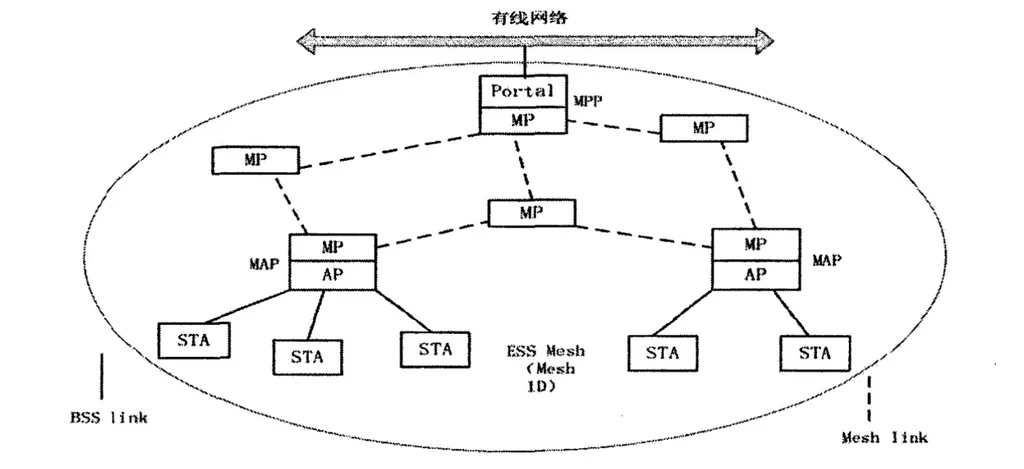 有线网络
Portal
MPP
MP
MP
MP
MP
MP
MAP
AP
MP
MAP
AP
STA
STA
STA
ESS Mesh
(Mesh
ID)
STA
STA
BSS link
Mesh link